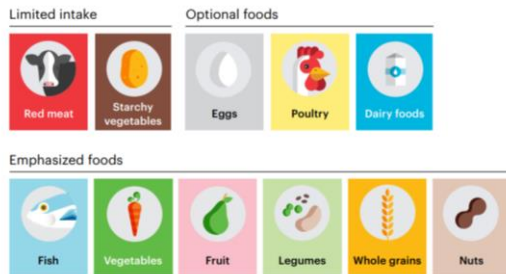 Limited intake
Optional foods
Red meat
Starchy
vegetables
Eggs
Poultry
Dairy foods
Emphasized foods
Fish
Vegetables
Fruit
Legumes
Whole grains
Nuts